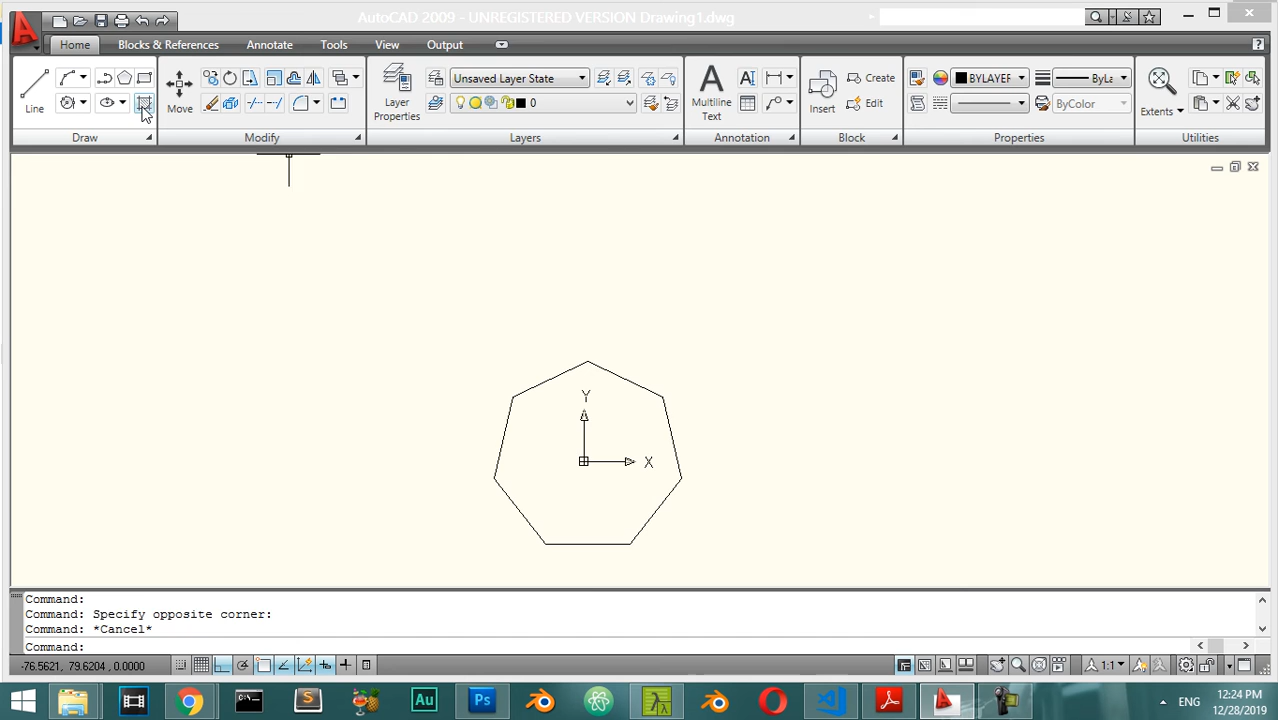 AutoCAD 2009 - UNREGISTERED VERSION Drawing1.dwg
Home Blocks & References Annotate Tools View Output
Line
Move
Layer Properties
Unsaved Layer State
0
Multiline Text
Insert
Create
Edit
BYLAYER
ByLa
ByColor
Extents
Draw Modify Layers Annotation Block Properties Utilities
Y
X
Command:
Command: Specify opposite corner:
Command: *Cancel*
Command:
-76.5621, 79.6204, 0.0000
1:1
Au Ps
ENG
12:24 PM
12/28/2019